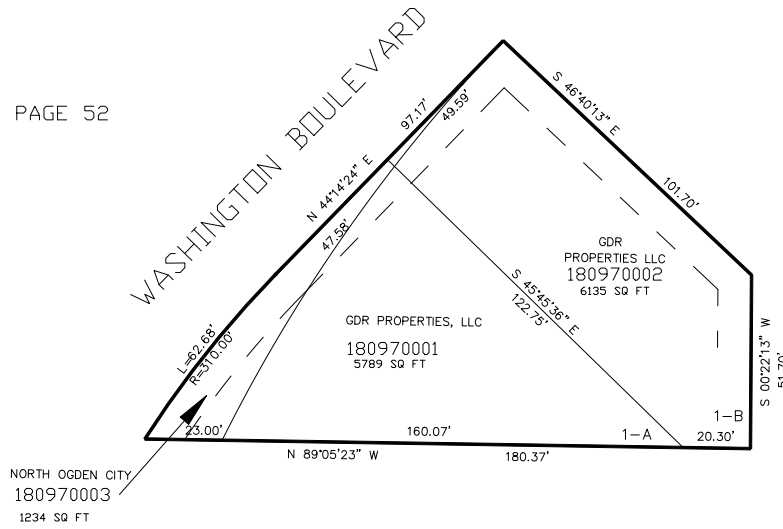 PAGE 52
WASHINGTON BOULEVARD
97.17'
49.59'
N 44°14'24" E
47.58'
S 46°40'13" E
101.70'
GDR
PROPERTIES LLC
180970002
6135 SQ FT
S 45°45'36" E
122.75'
GDR PROPERTIES, LLC
180970001
5789 SQ FT
L=62.68'
R=310.00'
S 00°22'13" W
51.70'
23.00'
160.07'
1-A
1-B
20.30'
N 89°05'23" W
180.37'
NORTH OGDEN CITY
180970003
1234 SQ FT